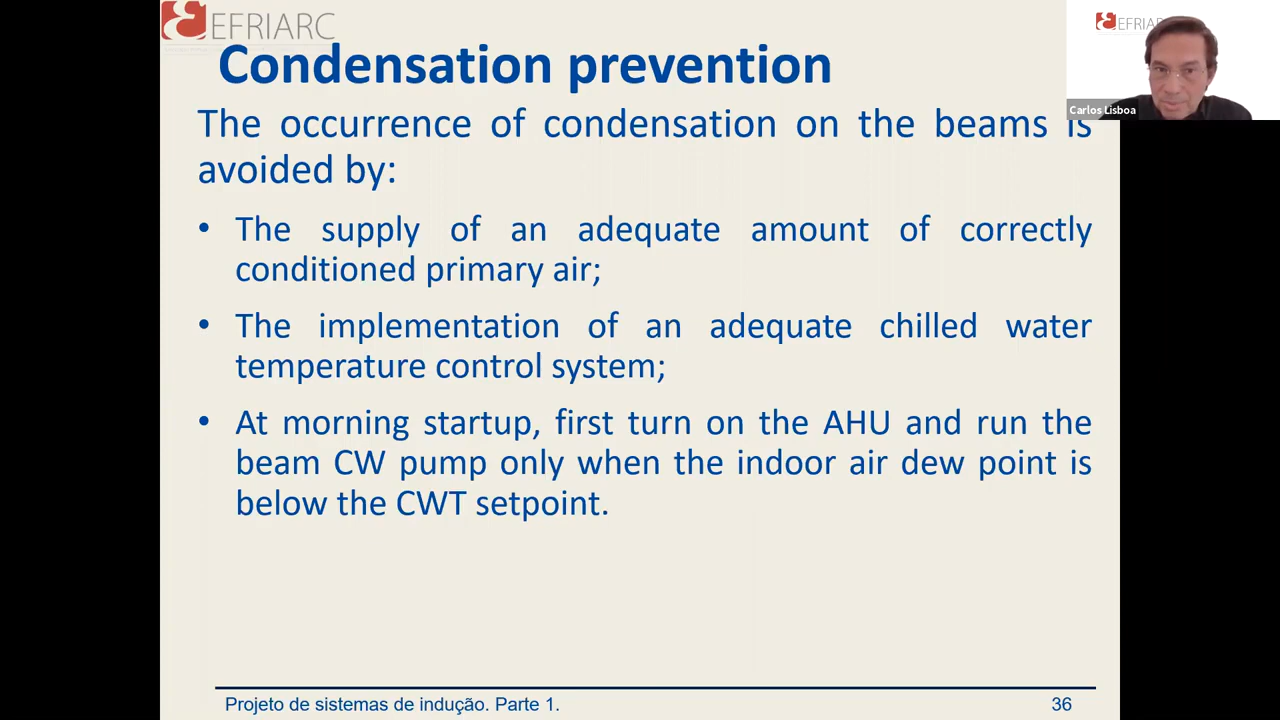 EFRIARC
EFRIAR
Condensation prevention
Carlos Lisboa
The occurrence of condensation on the beams is
avoided by:
• The supply of an adequate amount of correctly
conditioned primary air;
• The implementation of an adequate chilled water
temperature control system;
• At morning startup, first turn on the AHU and run the
beam CW pump only when the indoor air dew point is
below the CWT setpoint.
Projeto de sistemas de indução. Parte 1.
36